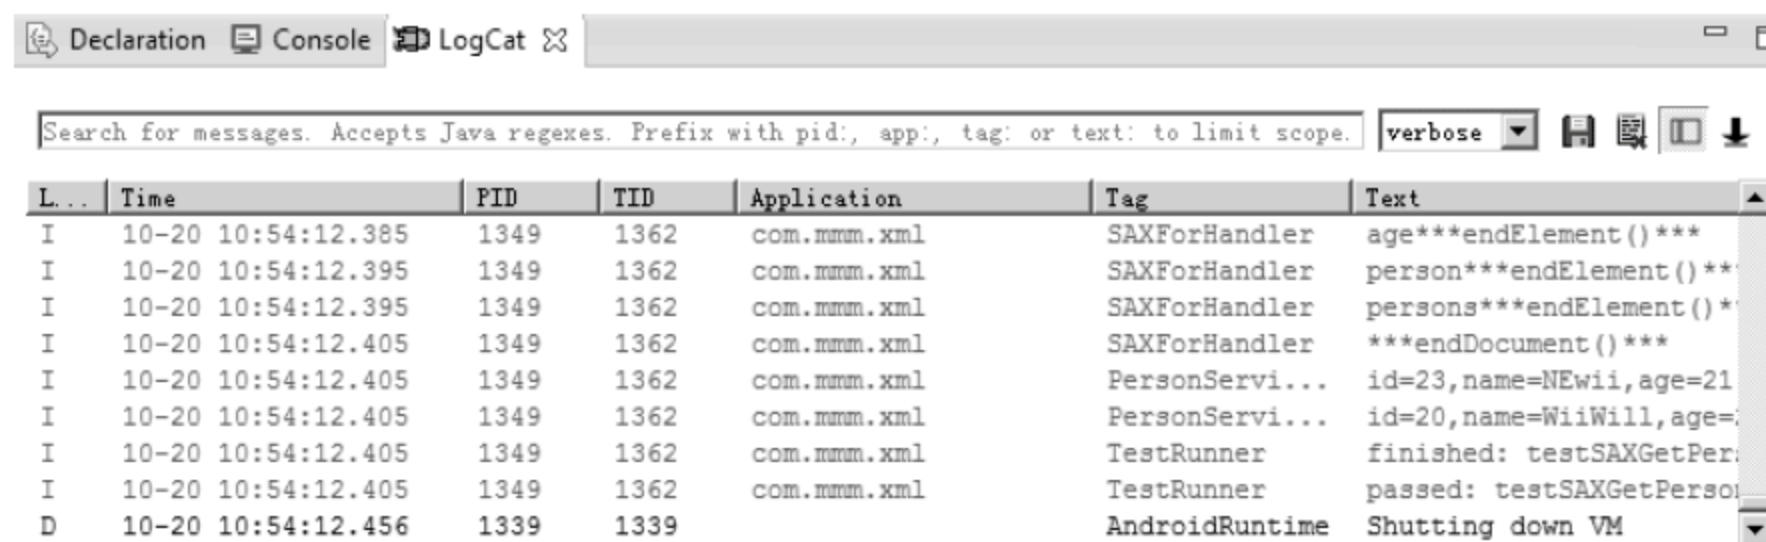 Declaration Console LogCat
Search for messages. Accepts Java regexes. Prefix with pid:, app:, tag: or text: to limit scope. verbose
L... Time PID TID Application Tag Text
I 10-20 10:54:12.385 1349 1362 com.mmm.xml SAXForHandler age***endElement()***
I 10-20 10:54:12.395 1349 1362 com.mmm.xml SAXForHandler person***endElement()**
I 10-20 10:54:12.395 1349 1362 com.mmm.xml SAXForHandler persons***endElement()*
I 10-20 10:54:12.405 1349 1362 com.mmm.xml SAXForHandler ***endDocument()***
I 10-20 10:54:12.405 1349 1362 com.mmm.xml PersonServi... id=23,name=NEwii,age=21
I 10-20 10:54:12.405 1349 1362 com.mmm.xml PersonServi... id=20,name=WiiWill,age=
I 10-20 10:54:12.405 1349 1362 com.mmm.xml TestRunner finished: testSAXGetPer
I 10-20 10:54:12.405 1349 1362 com.mmm.xml TestRunner passed: testSAXGetPerso
D 10-20 10:54:12.456 1339 1339 AndroidRuntime Shutting down VM